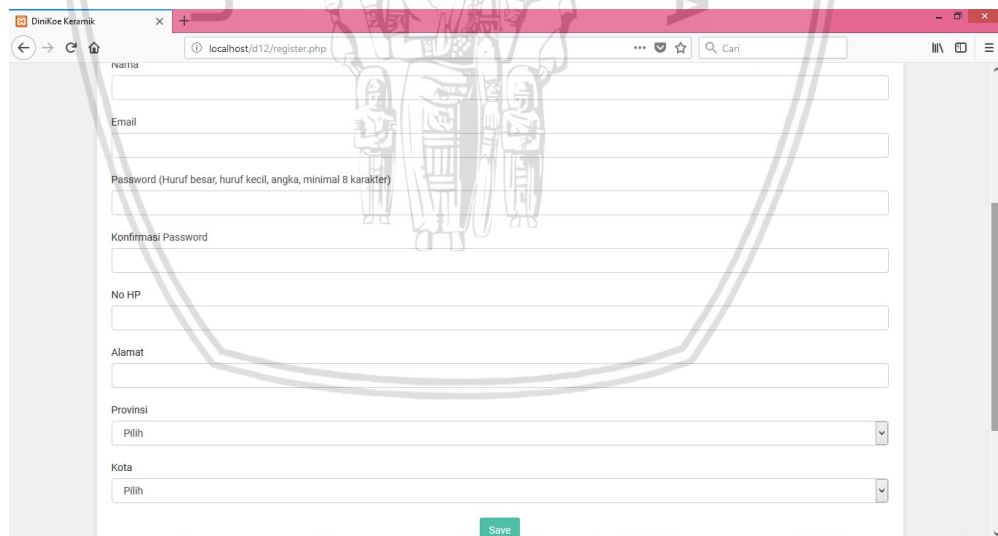 DiniKoe Keramik
localhost/d12/register.php
Cari
Nama
Email
Password (Huruf besar, huruf kecil, angka, minimal 8 karakter)
Konfirmasi Password
No HP
Alamat
Provinsi
Pilih
Kota
Pilih
Save